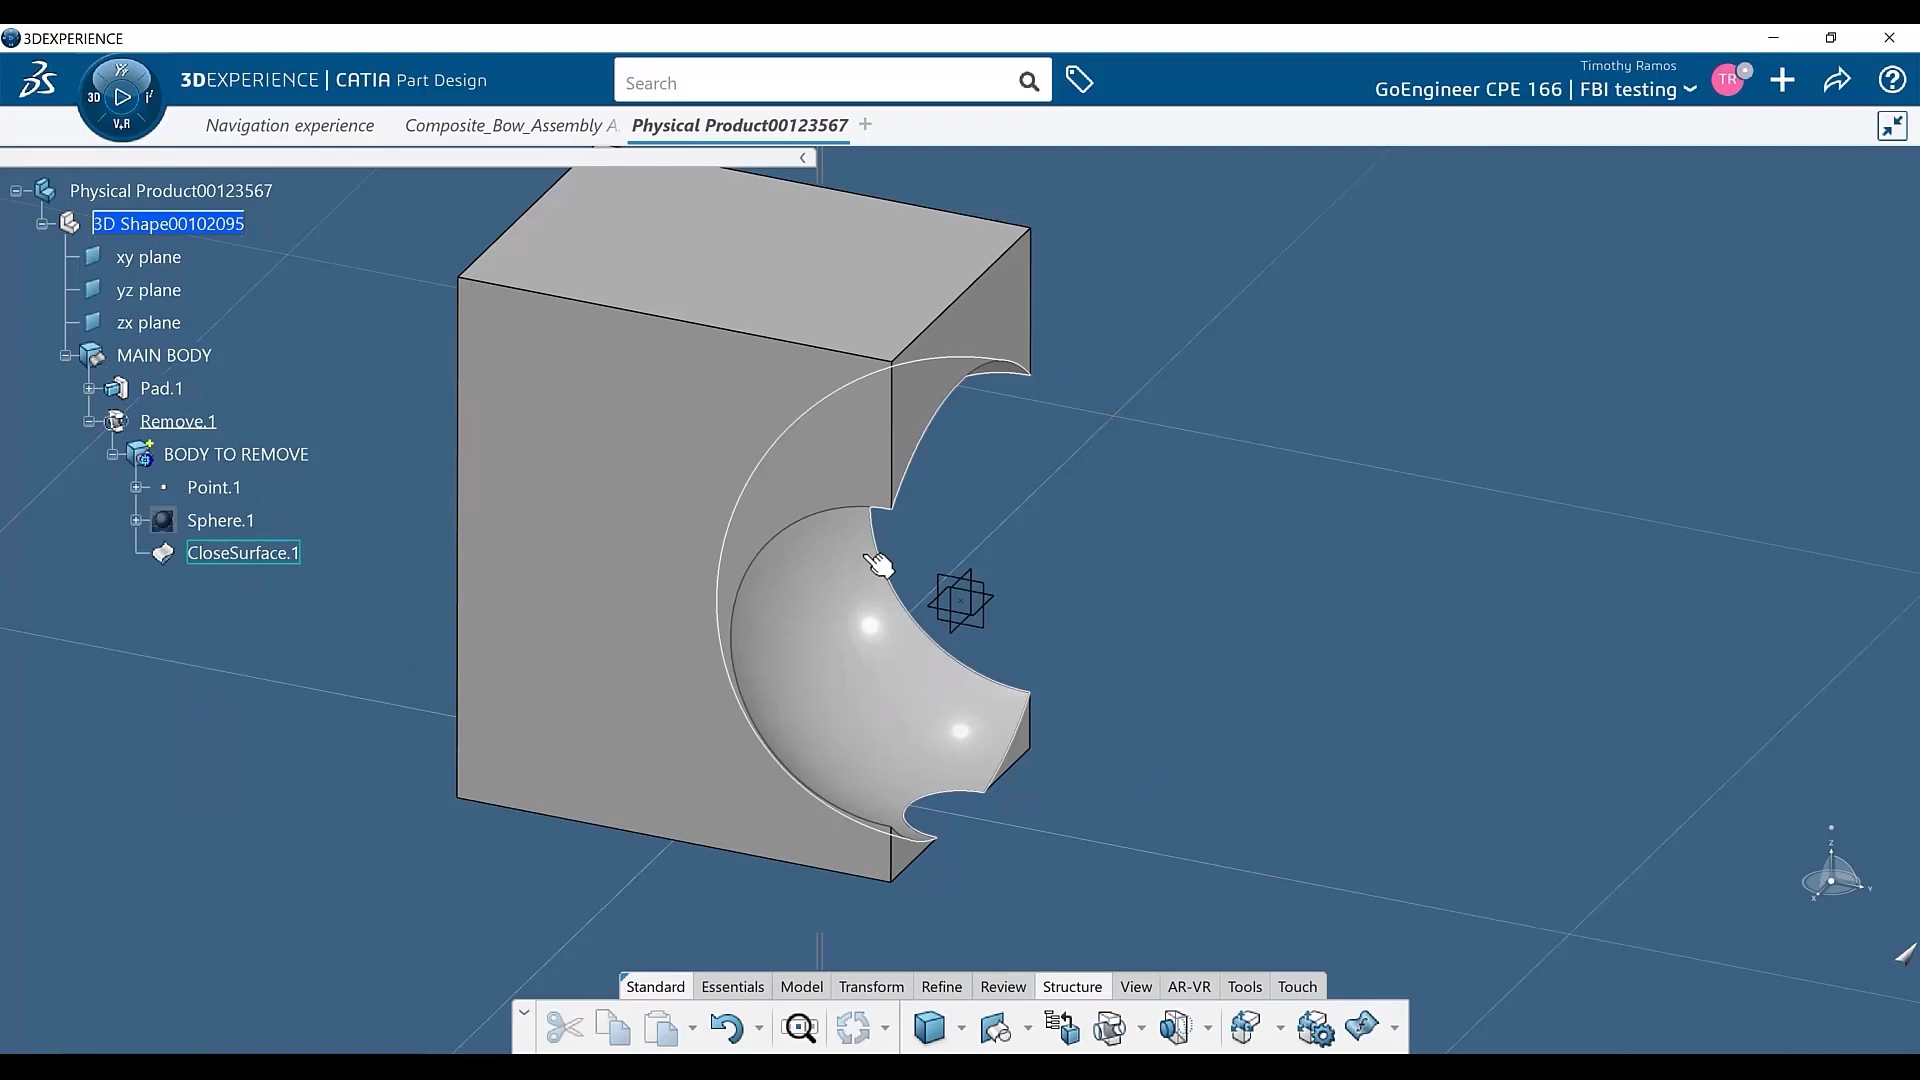 3DEXPERIENCE
3DEXPERIENCE | CATIA Part Design
Search
Timothy Ramos
GoEngineer CPE 166 | FBI testing
TR
3D
V+R
Navigation experience
Composite_Bow_Assembly A.
Physical Product00123567
Physical Product00123567
3D Shape00102095
xy plane
yz plane
zx plane
MAIN BODY
Pad.1
Remove.1
BODY TO REMOVE
Point.1
Sphere.1
CloseSurface.1
Z
Y
X
Standard
Essentials
Model
Transform
Refine
Review
Structure
View
AR-VR
Tools
Touch